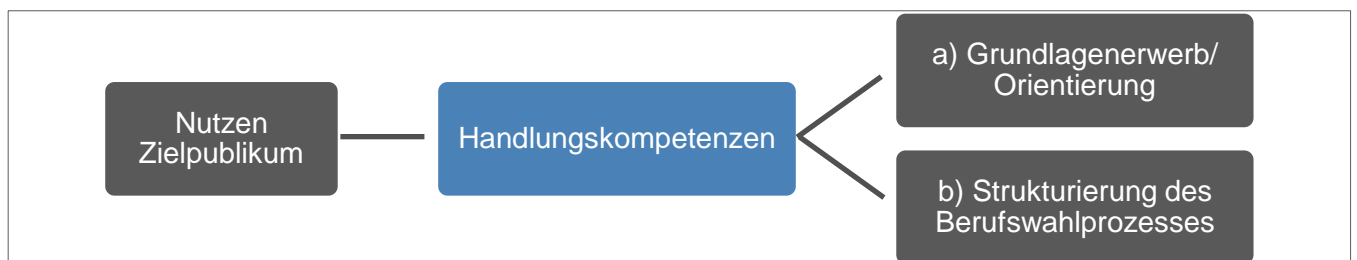 Nutzen
Zielpublikum
Handlungskompetenzen
a) Grundlagenerwerb/
Orientierung
b) Strukturierung des
Berufswahlprozesses